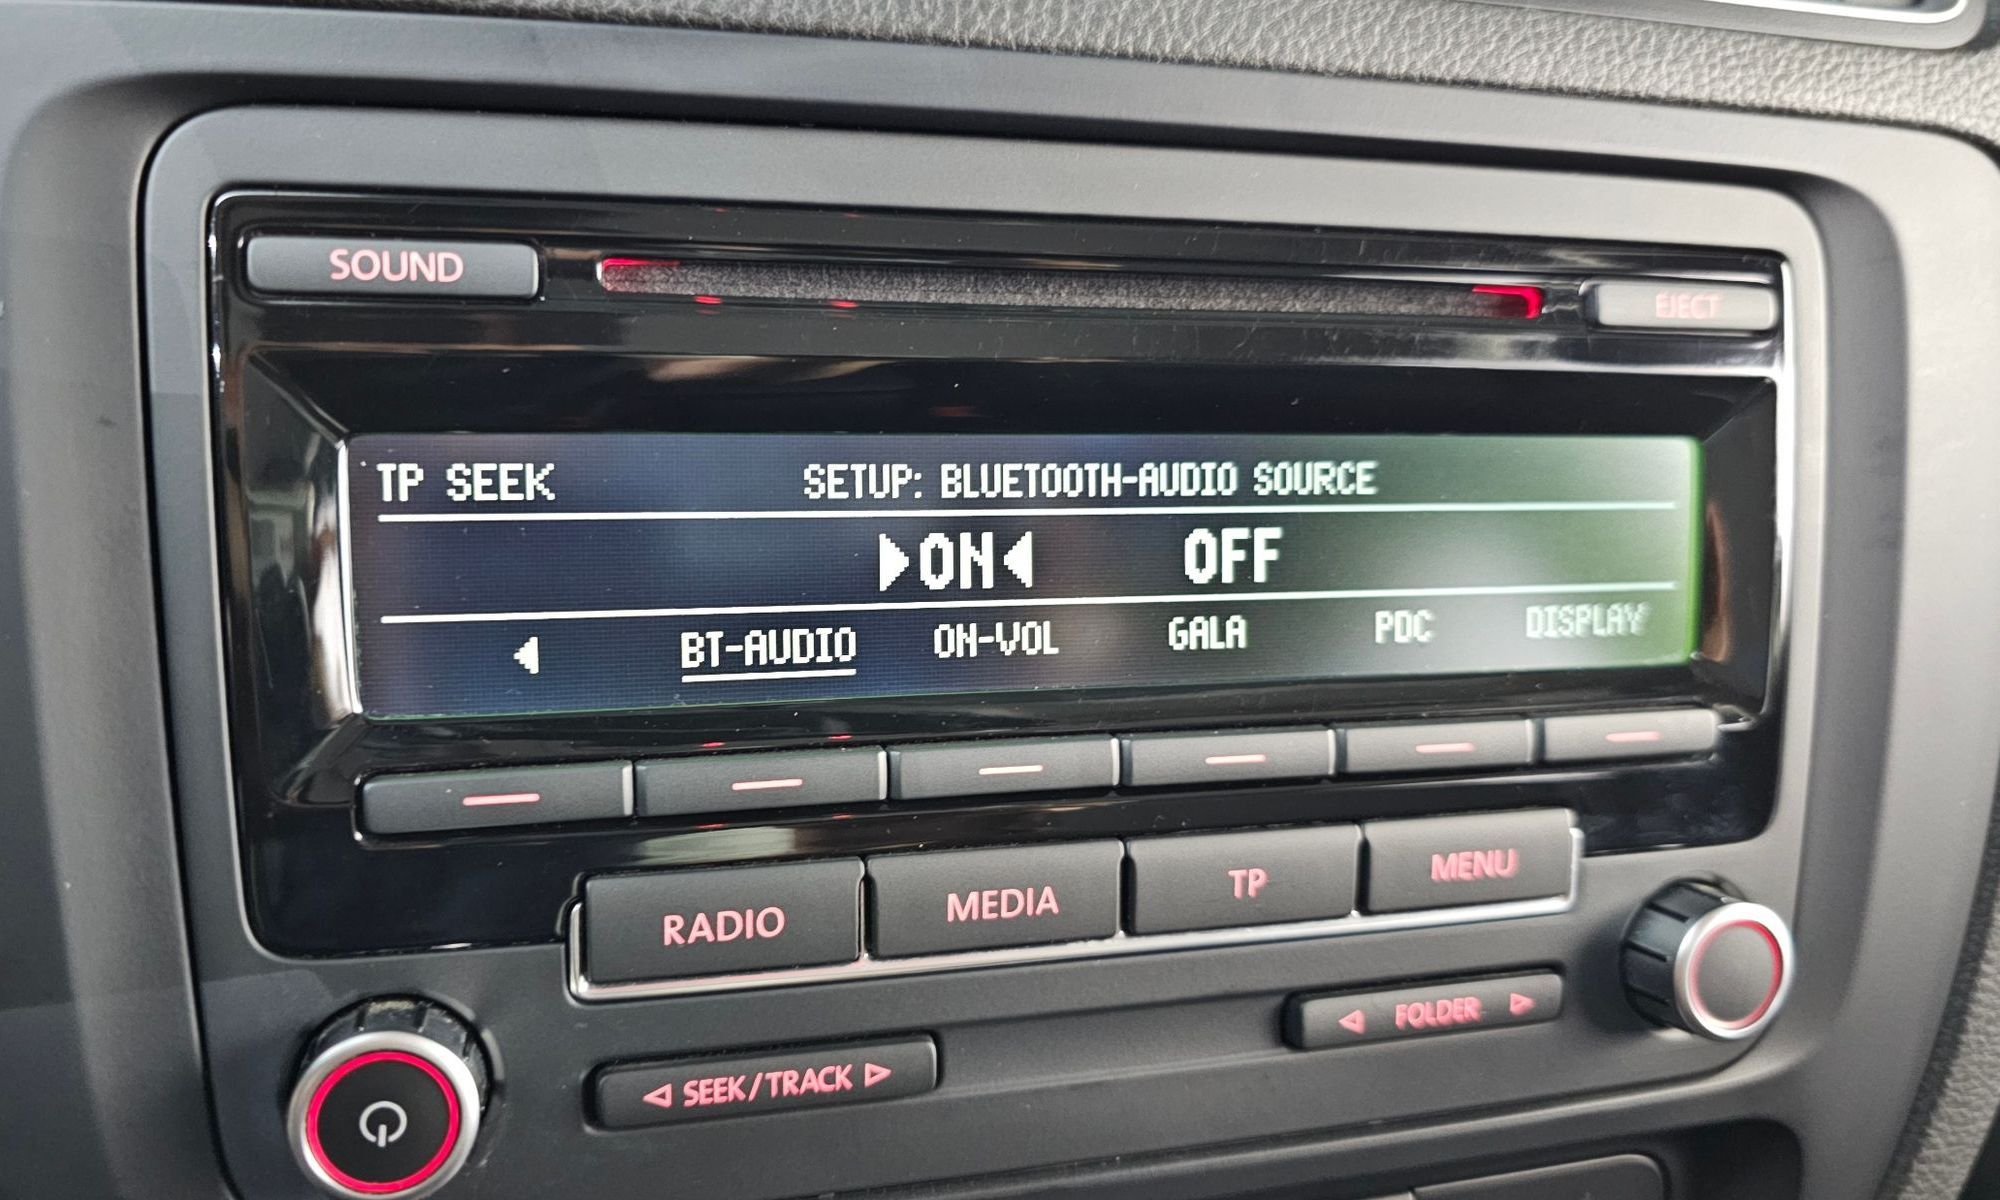 SOUND
EJECT
TP SEEK SETUP: BLUETOOTH-AUDIO SOURCE
ON OFF
BT-AUDIO ON-VOL GALA PDC DISPLAY
RADIO MEDIA TP MENU
SEEK/TRACK
FOLDER